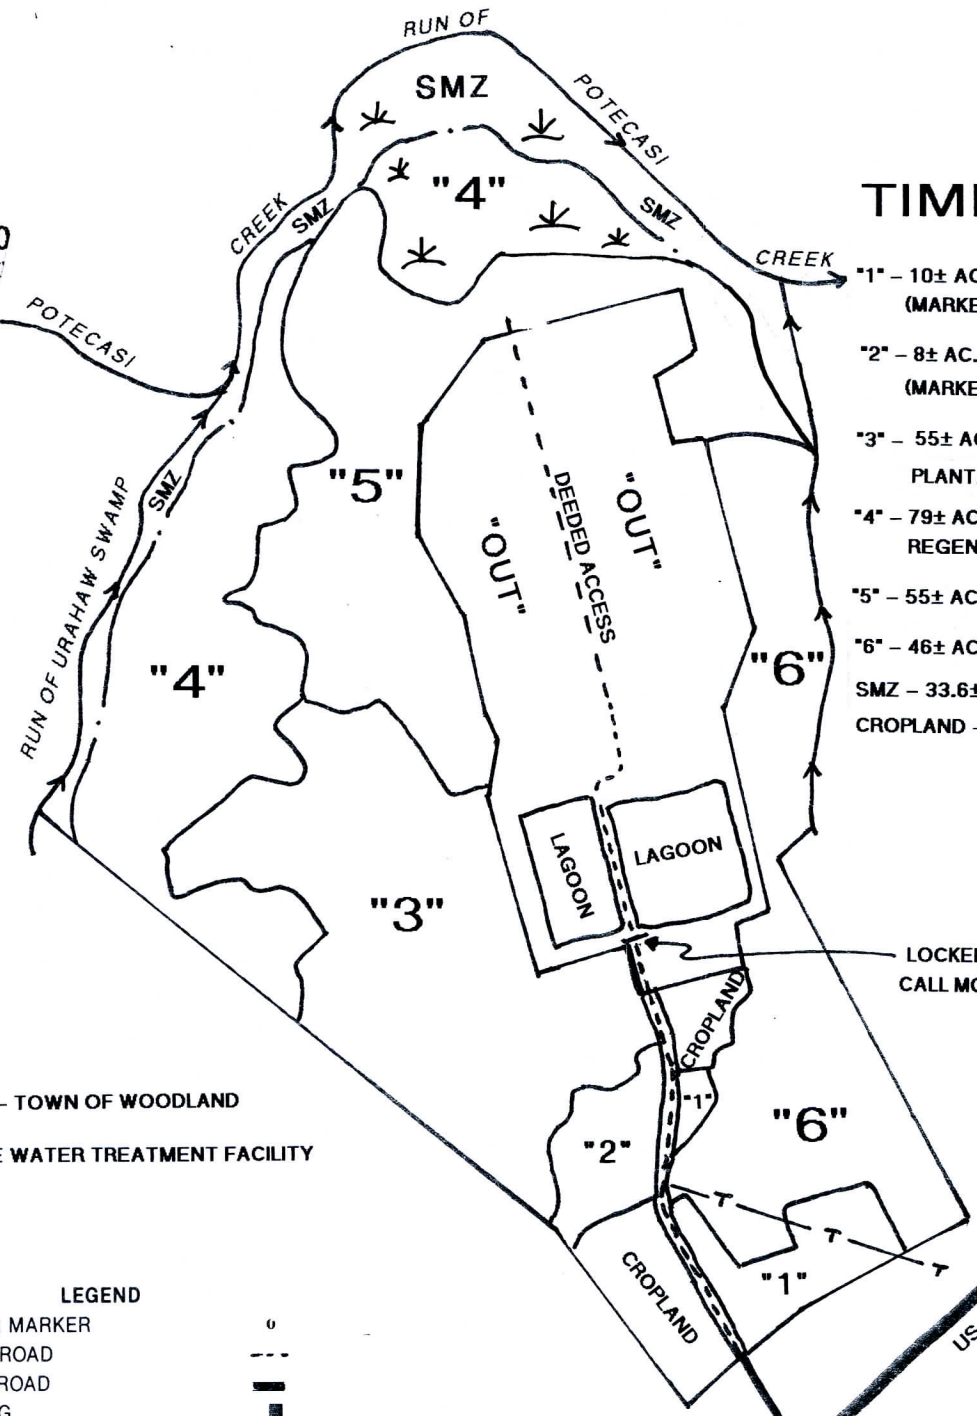 RUN OF
SMZ
POTECASI
"4"
CREEK
SMZ
SMZ
CREEK
POTECASI
TIM
"1" – 10± AC
(MARKE
"2" – 8± AC.
(MARKE
"3" – 55± A
PLANT
"4" – 79± AC
REGEN
"5" – 55± AC
"6" – 46± AC
SMZ – 33.6±
CROPLAND –
"5"
SMZ
RUN OF URAHAW SWAMP
"OUT"
DEEDED ACCESS
"OUT"
"4"
"6"
LAGOON
LAGOON
"3"
LOCKE
CALL MO
CROPLAND
– TOWN OF WOODLAND
WATER TREATMENT FACILITY
"1"
"2"
"6"
T
T
T
CROPLAND
"1"
US
LEGEND
MARKER
ROAD
ROAD
G